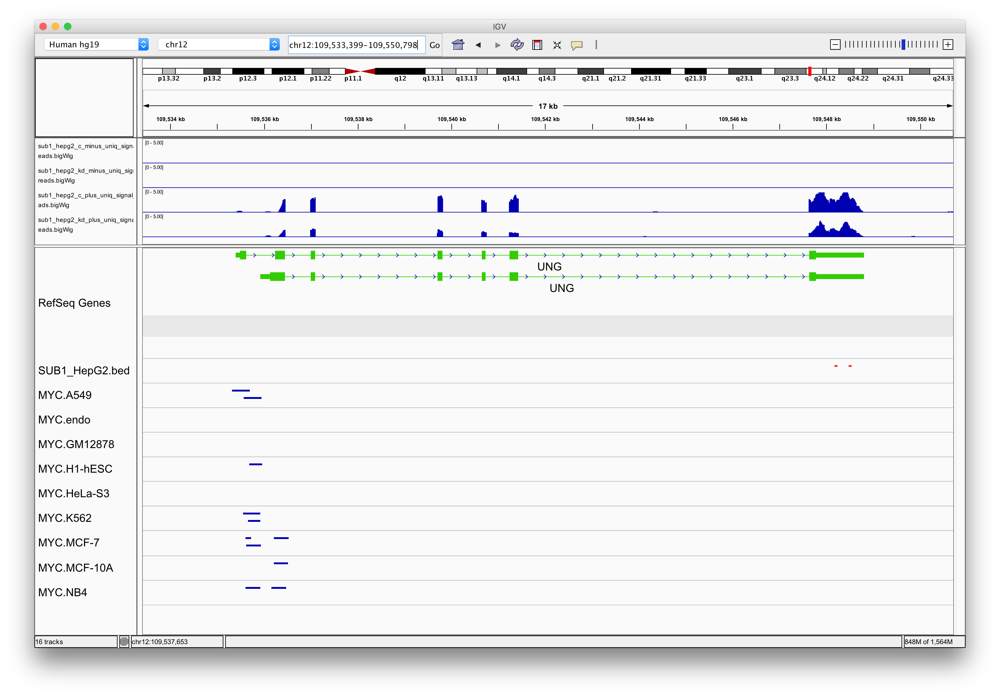 IGV
Human hg19 chr12 chr12:109,533,399-109,550,798 Go
p13.32 p13.2 p12.3 p12.1 p11.22 p11.1 q12 q13.11 q13.13 q14.1 q14.3 q21.1 q21.2 q21.31 q21.33 q23.1 q23.3 q24.12 q24.22 q24.31 q24.33
17 kb
109,534 kb 109,536 kb 109,538 kb 109,540 kb 109,542 kb 109,544 kb 109,546 kb 109,548 kb 109,550 kb
[0 - 5.00]
sub1_hepg2_c_minus_uniq_sign
eads.bigWig
[0 - 5.00]
sub1_hepg2_kd_minus_uniq_sig
reads.bigWig
[0 - 5.00]
sub1_hepg2_c_plus_uniq_signal_
ads.bigWig
[0 - 5.00]
sub1_hepg2_kd_plus_uniq_signa
eads.bigWig
UNG
UNG
RefSeq Genes
SUB1_HepG2.bed
MYC.A549
MYC.endo
MYC.GM12878
MYC.H1-hESC
MYC.HeLa-S3
MYC.K562
MYC.MCF-7
MYC.MCF-10A
MYC.NB4
16 tracks chr12:109,537,653 848M of 1,564M